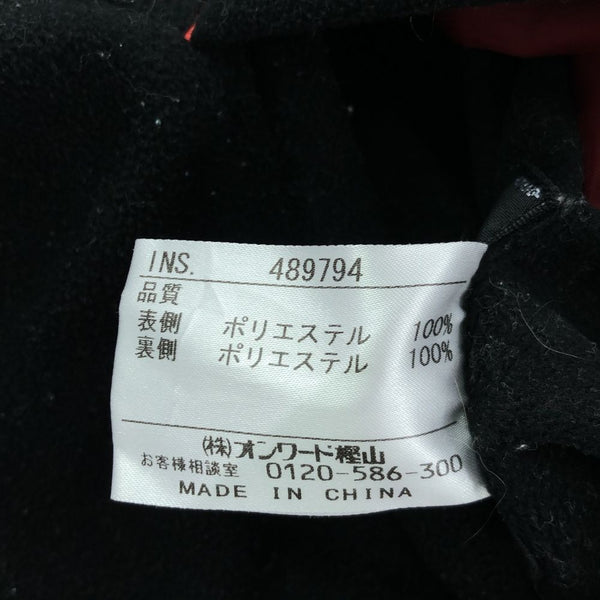 INS. 489794
品質
表側 ポリエステル 100%
裏側 ポリエステル 100%
㈱オンワード樫山
お客様相談室 0120-586-300
MADE IN CHINA